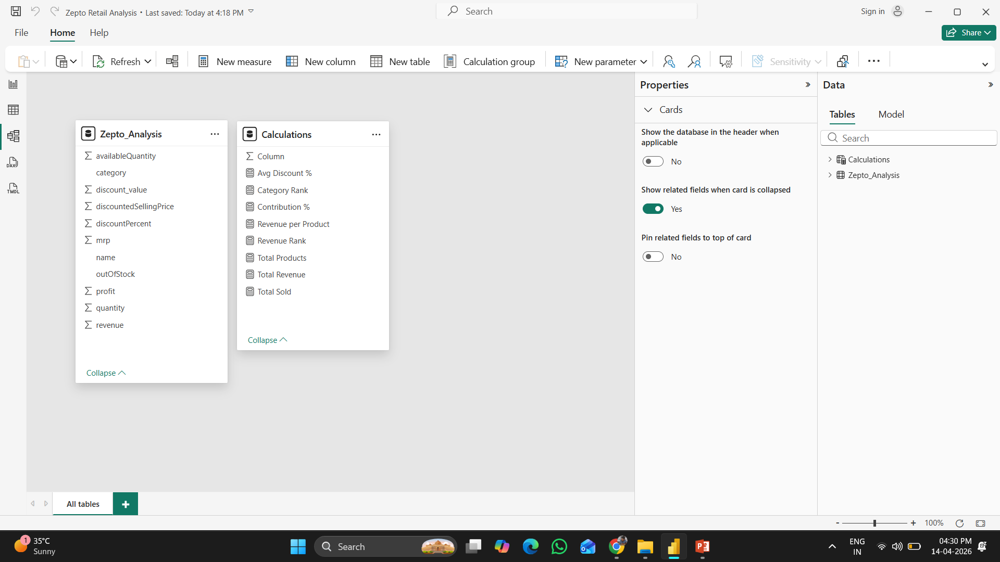 Zepto Retail Analysis • Last saved: Today at 4:18 PM
Search
Sign in
File
Home
Help
Share
Refresh
New measure
New column
New table
Calculation group
New parameter
Sensitivity
DAX
TMDL
Zepto_Analysis
availableQuantity
category
discount_value
discountedSellingPrice
discountPercent
mrp
name
outOfStock
profit
quantity
revenue
Collapse
Calculations
Column
Avg Discount %
Category Rank
Contribution %
Revenue per Product
Revenue Rank
Total Products
Total Revenue
Total Sold
Collapse
Properties
Cards
Show the database in the header when
applicable
No
Show related fields when card is collapsed
Yes
Pin related fields to top of card
No
Data
Tables
Model
Search
Calculations
Zepto_Analysis
All tables
+
- + 100%
1
35°C
Sunny
Search
ENG
IN
04:30 PM
14-04-2026